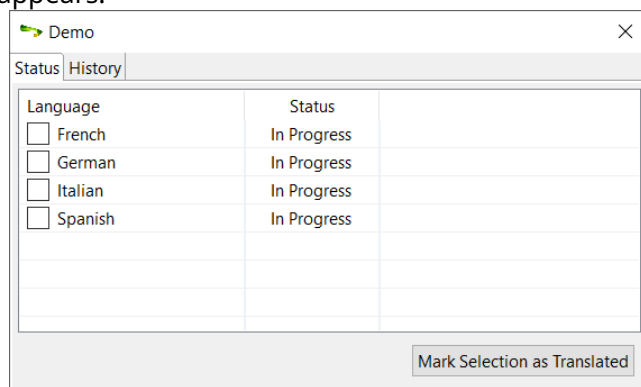 appears.
Demo
Status History
Language Status
French In Progress
German In Progress
Italian In Progress
Spanish In Progress
Mark Selection as Translated